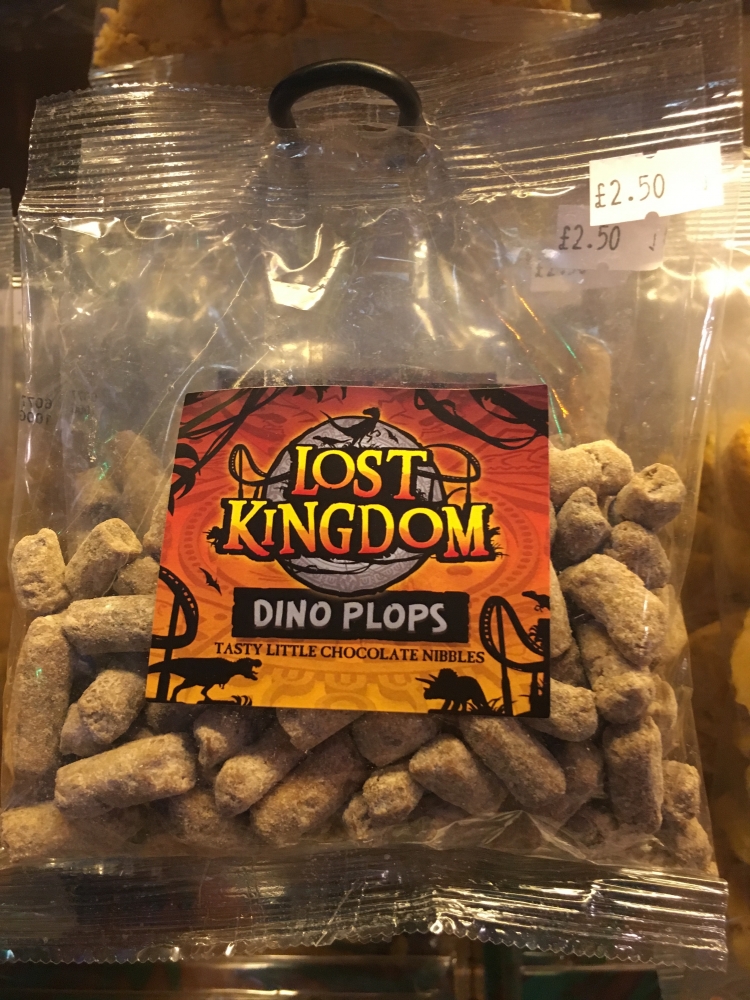 £2.50
£2.50
LOST
KINGDOM
DINO PLOPS
TASTY LITTLE CHOCOLATE NIBBLES